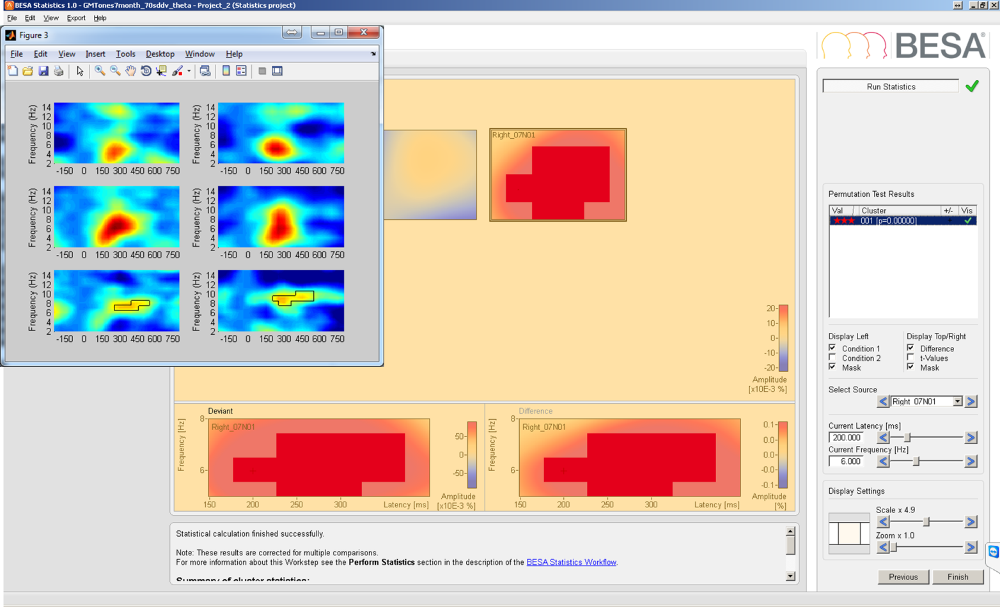 BESA Statistics 1.0 - GMTones7month_70sddv_theta - Project_2 (Statistics project)
File Edit View Export Help
Figure 3
File Edit View Insert Tools Desktop Window Help
BESA
Run Statistics
14
12
10
8
6
4
2
Frequency (Hz)
-150 0 150 300 450 600 750
14
12
10
8
6
4
2
Frequency (Hz)
-150 0 150 300 450 600 750
14
12
10
8
6
4
2
Frequency (Hz)
-150 0 150 300 450 600 750
14
12
10
8
6
4
2
Frequency (Hz)
-150 0 150 300 450 600 750
14
12
10
8
6
4
2
Frequency (Hz)
-150 0 150 300 450 600 750
14
12
10
8
6
4
2
Frequency (Hz)
-150 0 150 300 450 600 750
Right_07N01
20
10
0
-10
-20
Amplitude
[x10E-3 %]
Deviant
Right_07N01
8
6
Frequency [Hz]
150 200 250 300 Latency [ms]
50
0
-50
Amplitude
[x10E-3 %]
Difference
Right_07N01
8
6
Frequency [Hz]
150 200 250 300 Latency [ms]
0.1
0.0
0.0
-0.0
-0.1
Amplitude
[%]
Statistical calculation finished successfully.
Note: These results are corrected for multiple comparisons.
For more information about this Workstep see the Perform Statistics section in the description of the BESA Statistics Workflow.
Summary of cluster statistics:
Permutation Test Results
Val / Cluster +/- Vis
001 [p=0.00000] +
Display Left Display Top/Right
Condition 1 Difference
Condition 2 t-Values
Mask Mask
Select Source
Right_07N01
Current Latency [ms]
200.000
Current Frequency [Hz]
6.000
Display Settings
Scale x 4.9
Zoom x 1.0
Previous Finish